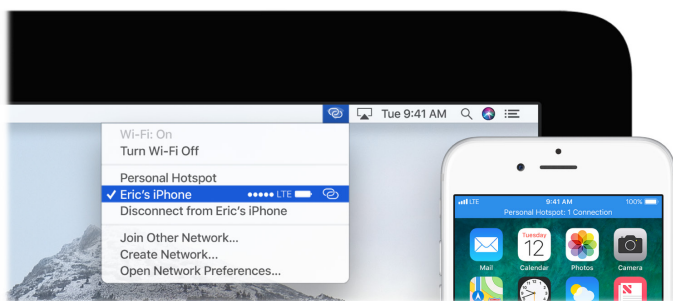 Tue 9:41 AM
Wi-Fi: On
Turn Wi-Fi Off
Personal Hotspot
✓ Eric's iPhone LTE
Disconnect from Eric's iPhone
Join Other Network...
Create Network...
Open Network Preferences...
LTE 9:41 AM 100%
Personal Hotspot: 1 Connection
Tuesday
12
Mail Calendar Photos Camera